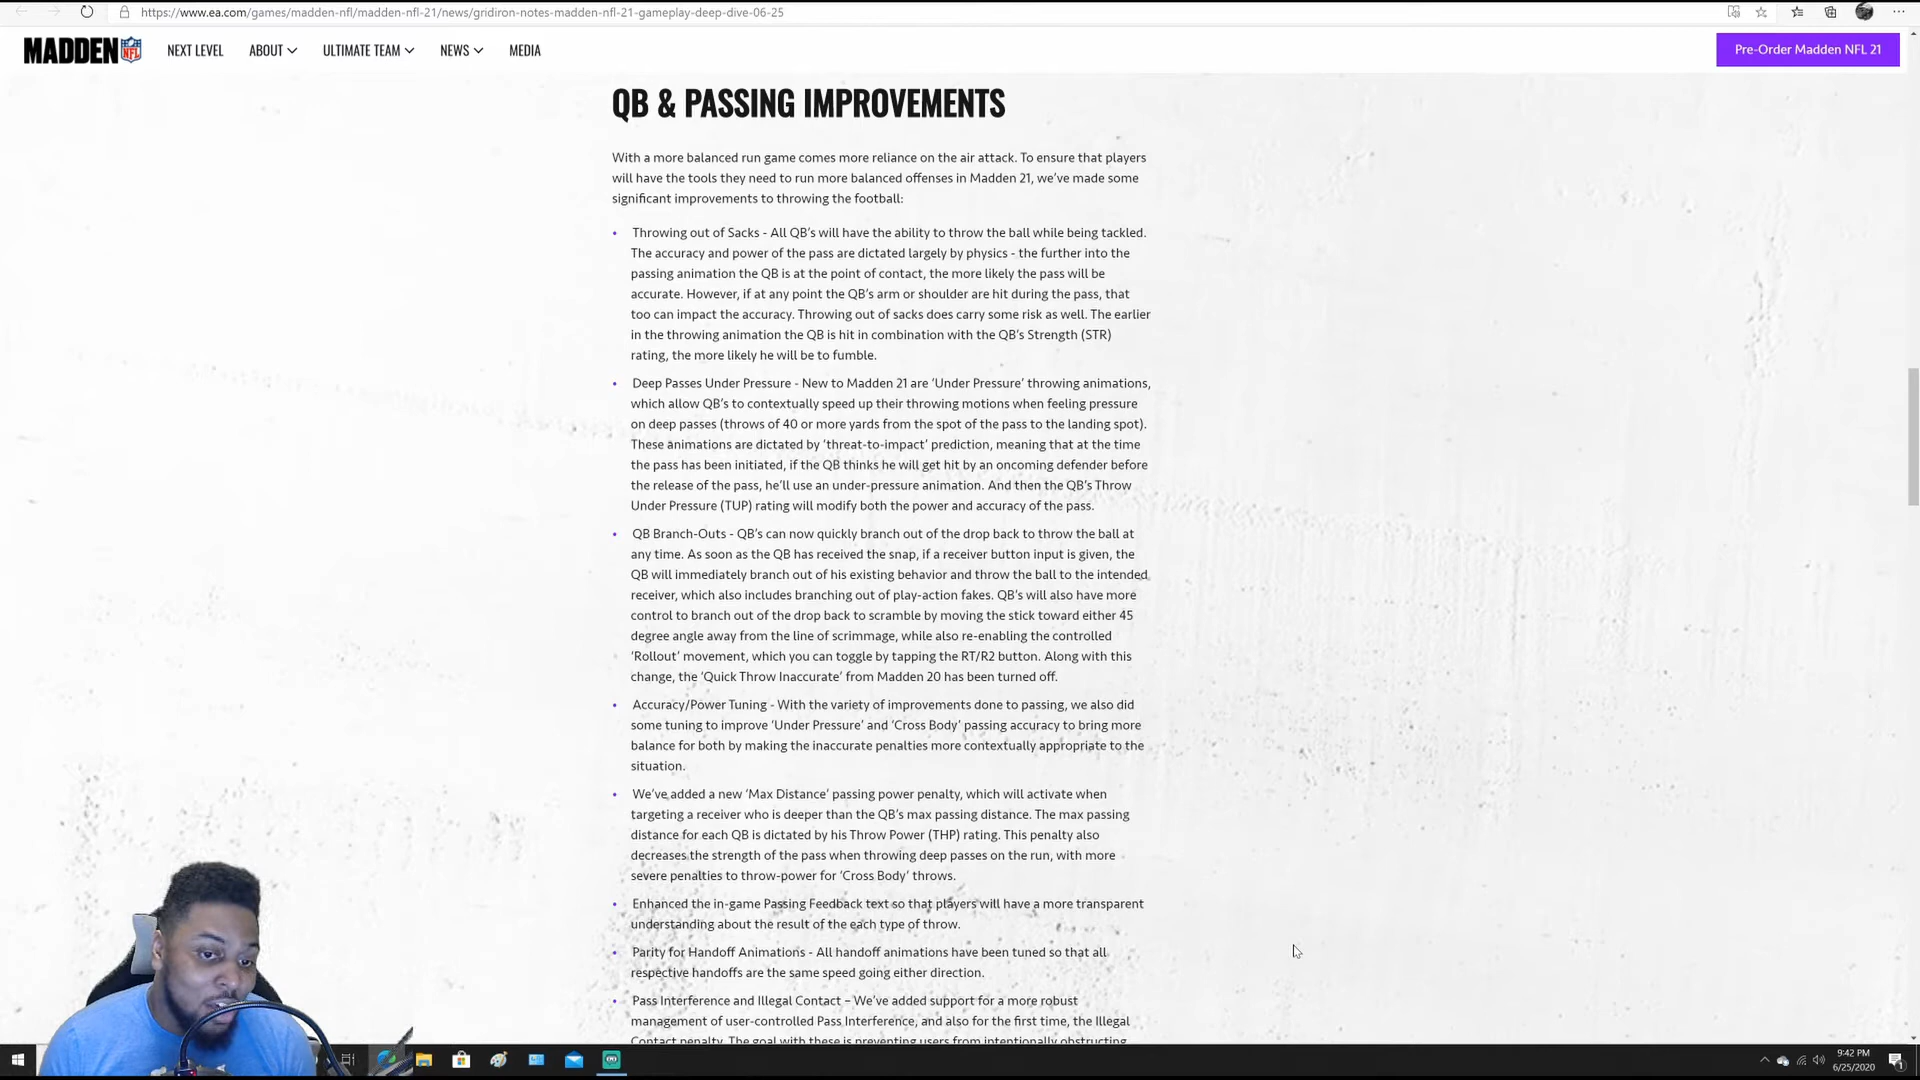 https://www.ea.com/games/madden-nfl/madden-nfl-21/news/gridiron-notes-madden-nfl-21-gameplay-deep-dive-06-25
MADDEN NFL NEXT LEVEL ABOUT ULTIMATE TEAM NEWS MEDIA Pre-Order Madden NFL 21
QB & PASSING IMPROVEMENTS
With a more balanced run game comes more reliance on the air attack. To ensure that players
will have the tools they need to run more balanced offenses in Madden 21, we've made some
significant improvements to throwing the football:
• Throwing out of Sacks - All QB's will have the ability to throw the ball while being tackled.
The accuracy and power of the pass are dictated largely by physics - the further into the
passing animation the QB is at the point of contact, the more likely the pass will be
accurate. However, if at any point the QB's arm or shoulder are hit during the pass, that
too can impact the accuracy. Throwing out of sacks does carry some risk as well. The earlier
in the throwing animation the QB is hit in combination with the QB's Strength (STR)
rating, the more likely he will be to fumble.
• Deep Passes Under Pressure - New to Madden 21 are 'Under Pressure' throwing animations,
which allow QB's to contextually speed up their throwing motions when feeling pressure
on deep passes (throws of 40 or more yards from the spot of the pass to the landing spot).
These animations are dictated by 'threat-to-impact' prediction, meaning that at the time
the pass has been initiated, if the QB thinks he will get hit by an oncoming defender before
the release of the pass, he'll use an under-pressure animation. And then the QB's Throw
Under Pressure (TUP) rating will modify both the power and accuracy of the pass.
• QB Branch-Outs - QB's can now quickly branch out of the drop back to throw the ball at
any time. As soon as the QB has received the snap, if a receiver button input is given, the
QB will immediately branch out of his existing behavior and throw the ball to the intended
receiver, which also includes branching out of play-action fakes. QB's will also have more
control to branch out of the drop back to scramble by moving the stick toward either 45
degree angle away from the line of scrimmage, while also re-enabling the controlled
'Rollout' movement, which you can toggle by tapping the RT/R2 button. Along with this
change, the 'Quick Throw Inaccurate' from Madden 20 has been turned off.
• Accuracy/Power Tuning - With the variety of improvements done to passing, we also did
some tuning to improve 'Under Pressure' and 'Cross Body' passing accuracy to bring more
balance for both by making the inaccurate penalties more contextually appropriate to the
situation.
• We've added a new 'Max Distance' passing power penalty, which will activate when
targeting a receiver who is deeper than the QB's max passing distance. The max passing
distance for each QB is dictated by his Throw Power (THP) rating. This penalty also
decreases the strength of the pass when throwing deep passes on the run, with more
severe penalties to throw-power for 'Cross Body' throws.
• Enhanced the in-game Passing Feedback text so that players will have a more transparent
understanding about the result of the each type of throw.
• Parity for Handoff Animations - All handoff animations have been tuned so that all
respective handoffs are the same speed going either direction.
• Pass Interference and Illegal Contact – We've added support for a more robust
management of user-controlled Pass Interference, and also for the first time, the Illegal
Contact penalty. The goal with these is preventing users from intentionally obstructing
9:42 PM
6/25/2020